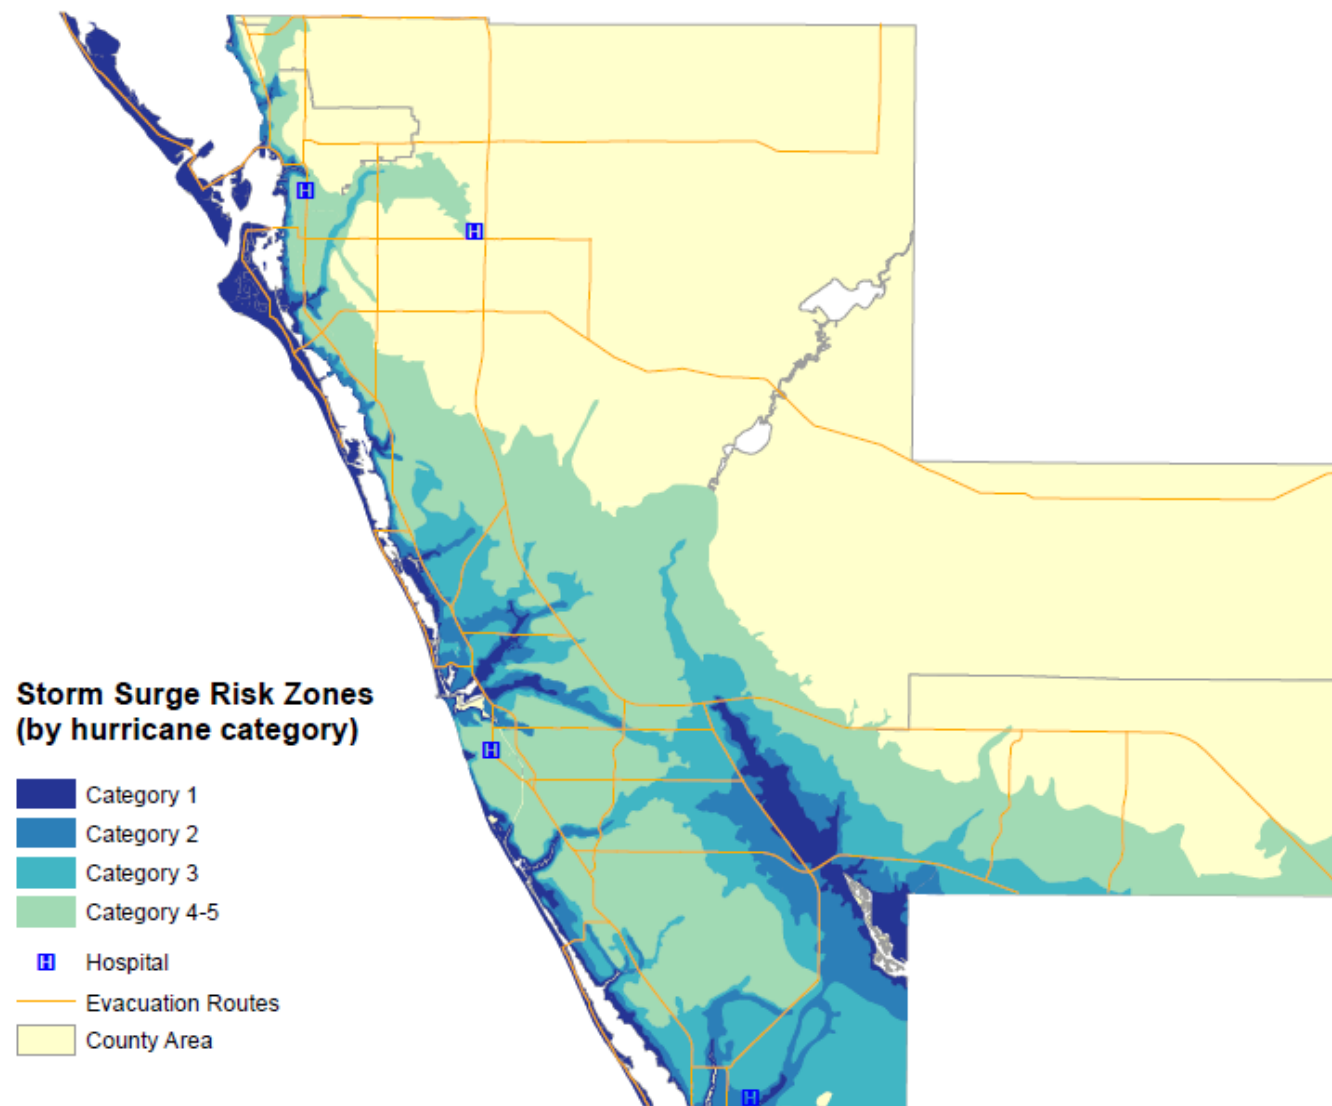 H
H
Storm Surge Risk Zones
(by hurricane category)
H
Category 1
Category 2
Category 3
Category 4-5
H Hospital
Evacuation Routes
County Area
H